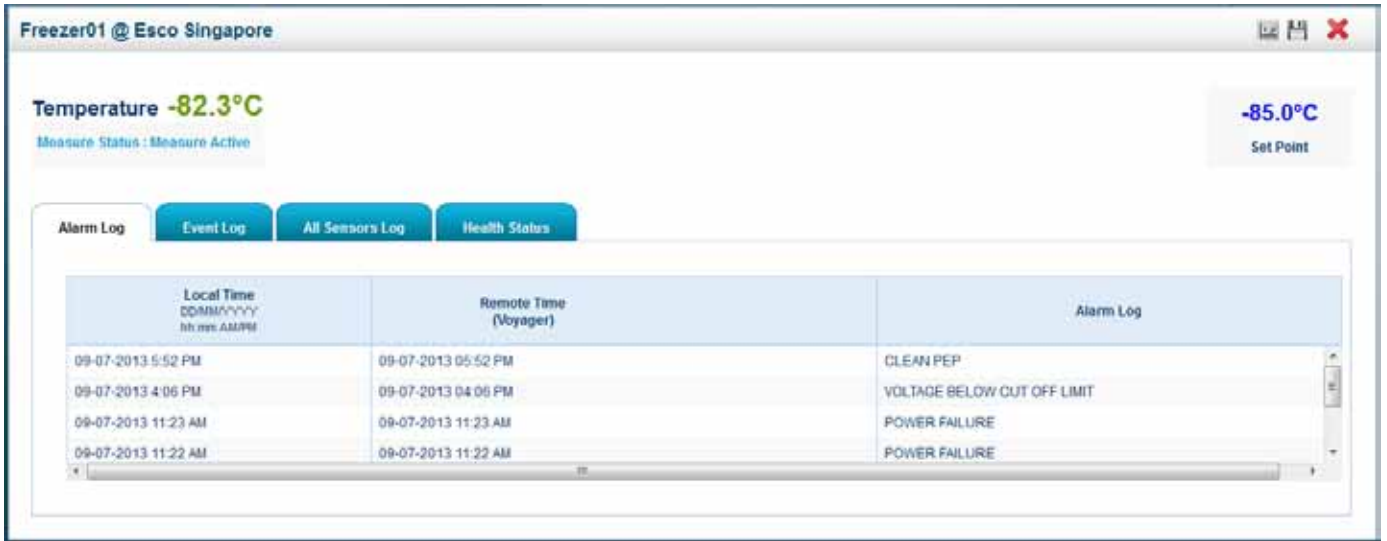 Freezer01 @ Esco Singapore
Temperature -82.3°C
Measure Status : Measure Active
-85.0°C
Set Point
Alarm Log Event Log All Sensors Log Health Status
Local Time
DD/MM/YYYY
hh:mm AM/PM
Remote Time
(Voyager)
Alarm Log
09-07-2013 5:52 PM 09-07-2013 05:52 PM CLEAN PEP
09-07-2013 4:06 PM 09-07-2013 04:06 PM VOLTAGE BELOW CUT OFF LIMIT
09-07-2013 11:23 AM 09-07-2013 11:23 AM POWER FAILURE
09-07-2013 11:22 AM 09-07-2013 11:22 AM POWER FAILURE